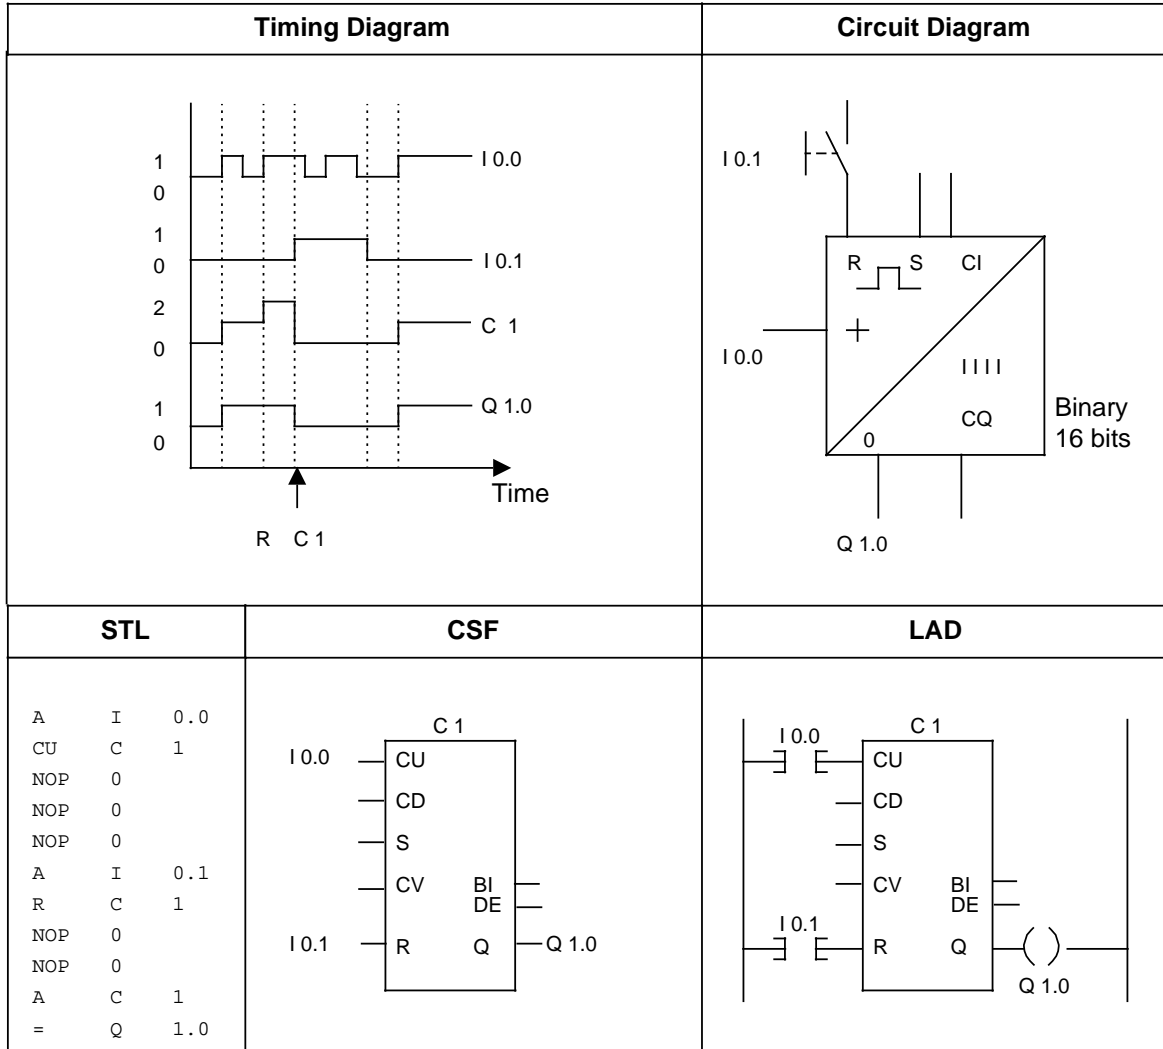 Timing Diagram
Circuit Diagram
1
0
I 0.0
1
0
I 0.1
2
0
C 1
1
0
Q 1.0
Time
R C 1
I 0.1
R S CI
+
I 0.0
I I I I
CQ
0
Binary
16 bits
Q 1.0
STL
CSF
LAD
A I 0.0
CU C 1
NOP 0
NOP 0
NOP 0
A I 0.1
R C 1
NOP 0
NOP 0
A C 1
= Q 1.0
C 1
I 0.0 CU
CD
S
CV BI
DE
I 0.1 R Q Q 1.0
C 1
I 0.0
CU
CD
S
CV BI
DE
I 0.1
R Q
Q 1.0